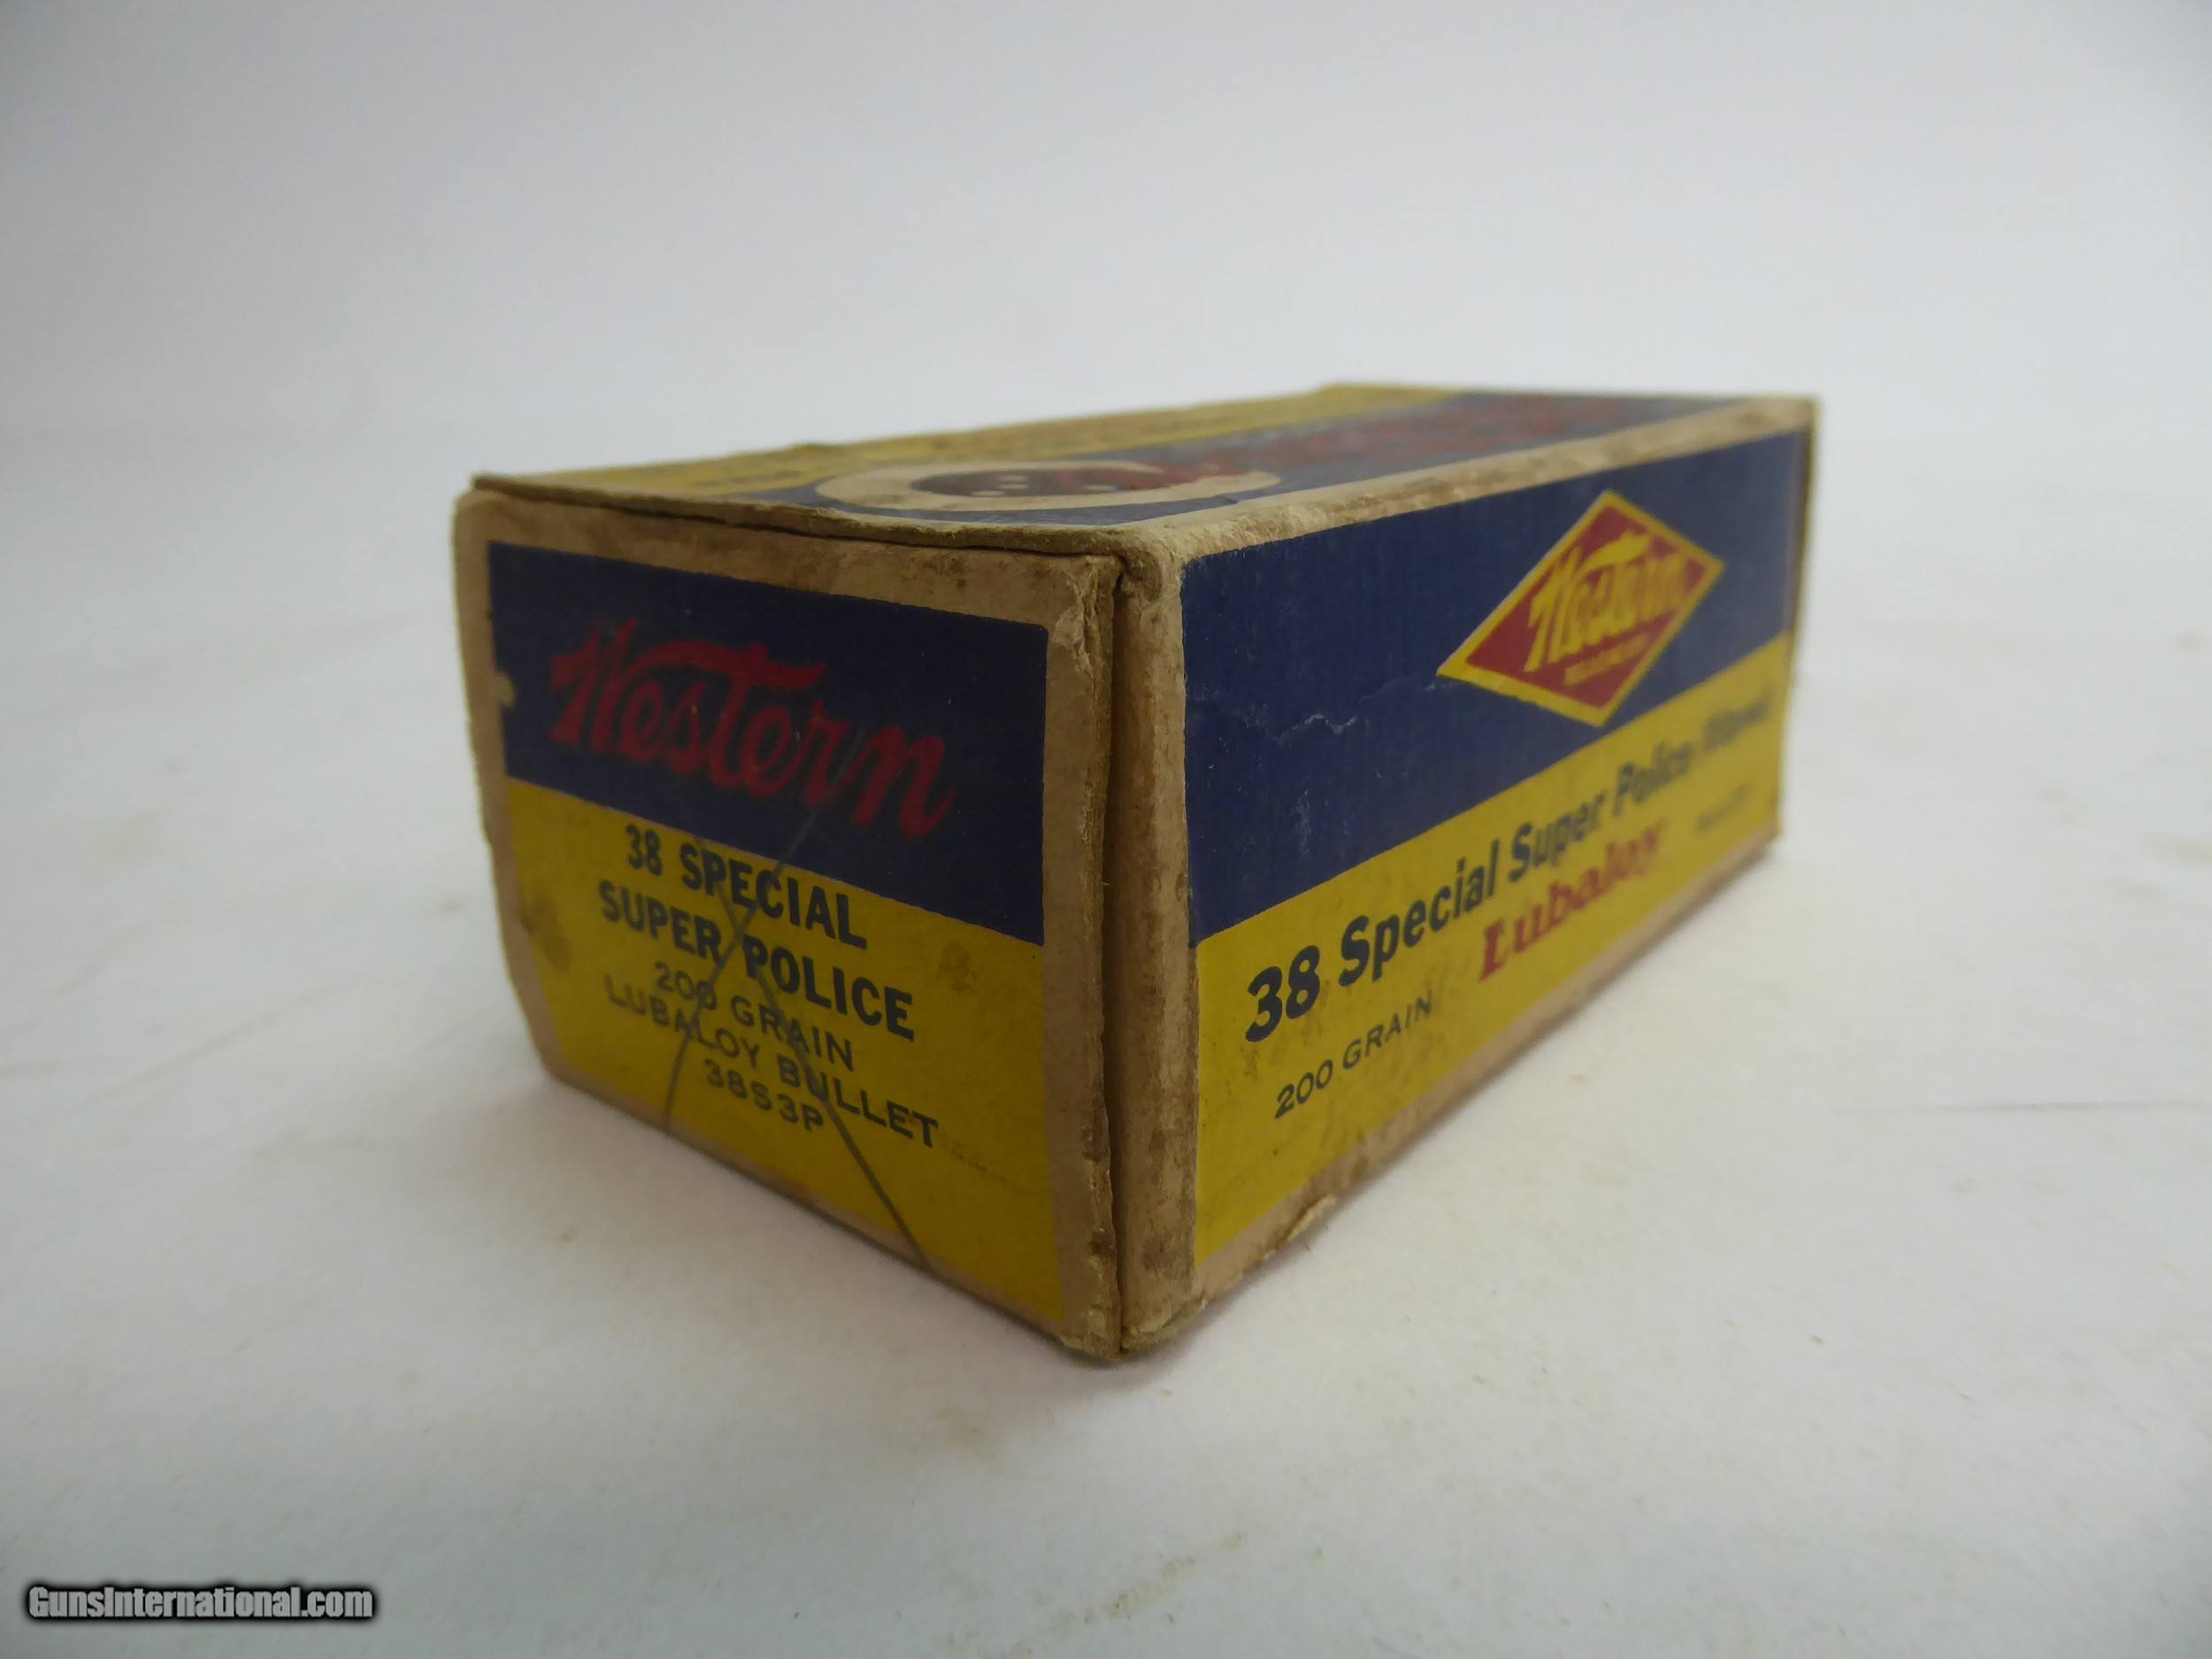 Western
38 SPECIAL
SUPER POLICE
200 GRAIN
LUBALOY BULLET
38S3P
Western
38 Special Super Police
200 GRAIN Lubaloy
GunsInternational.com